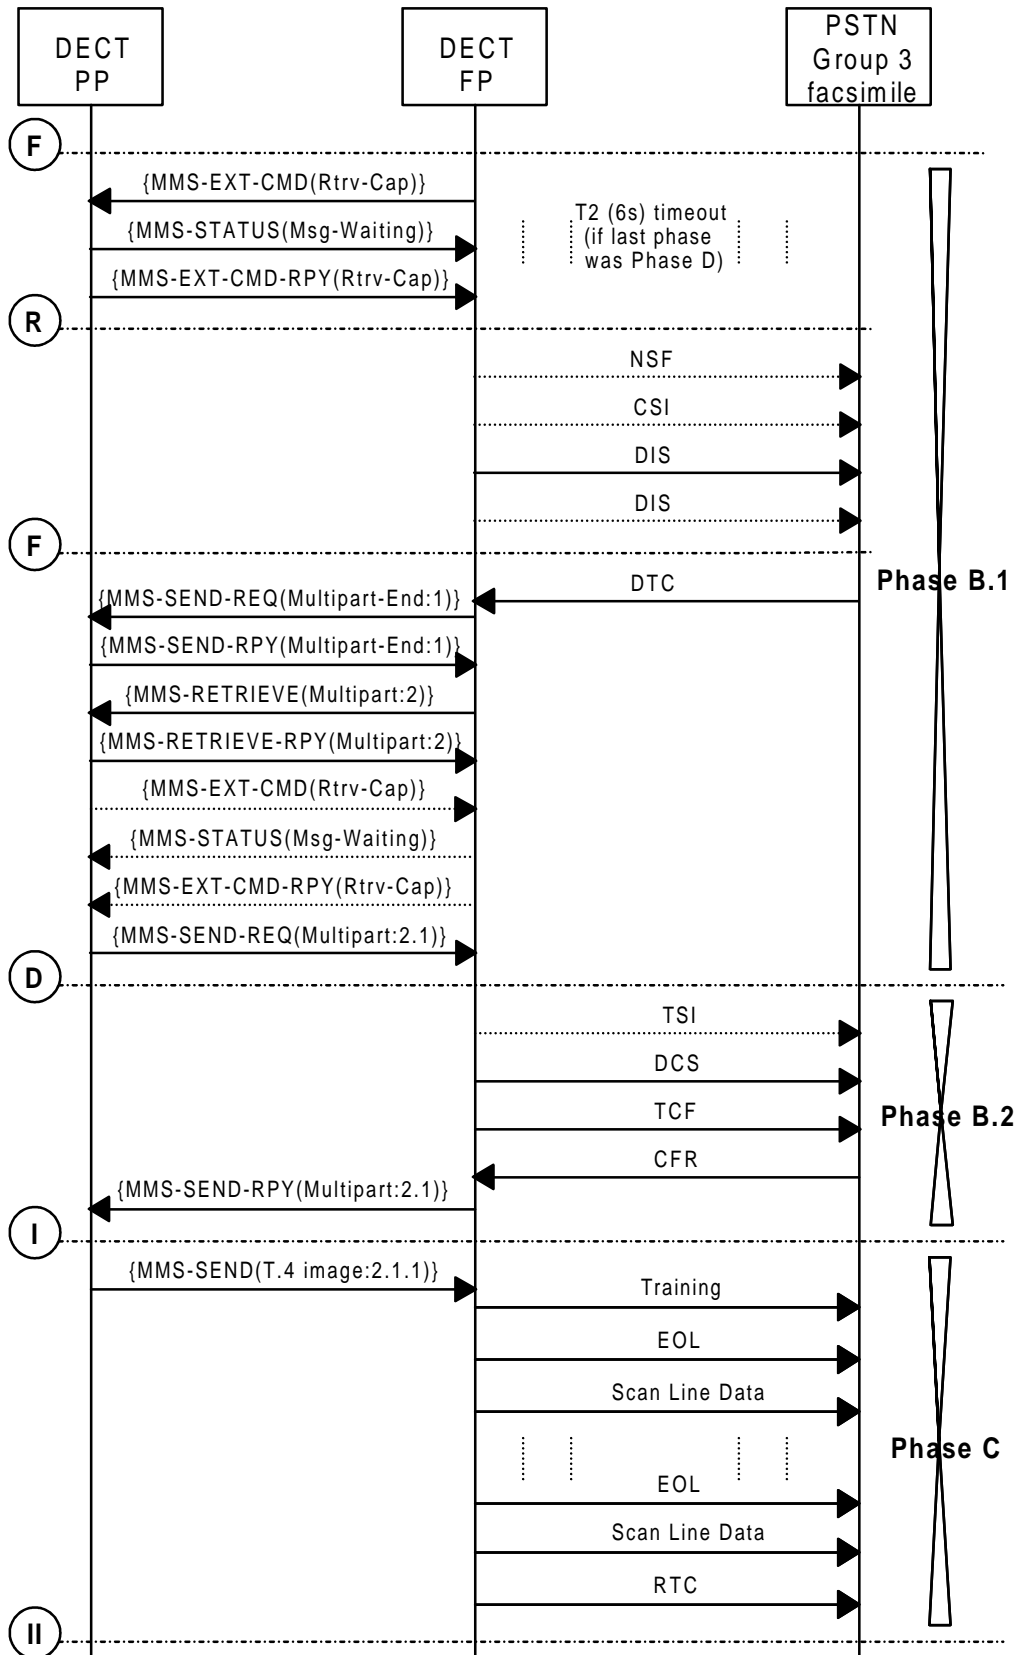 DECT
PP
DECT
FP
PSTN
Group 3
facsimile
F
{MMS-EXT-CMD(Rtrv-Cap)}
{MMS-STATUS(Msg-Waiting)}
T2 (6s) timeout
(if last phase
was Phase D)
{MMS-EXT-CMD-RPY(Rtrv-Cap)}
R
NSF
CSI
DIS
DIS
F
Phase B.1
DTC
{MMS-SEND-REQ(Multipart-End:1)}
{MMS-SEND-RPY(Multipart-End:1)}
{MMS-RETRIEVE(Multipart:2)}
{MMS-RETRIEVE-RPY(Multipart:2)}
{MMS-EXT-CMD(Rtrv-Cap)}
{MMS-STATUS(Msg-Waiting)}
{MMS-EXT-CMD-RPY(Rtrv-Cap)}
{MMS-SEND-REQ(Multipart:2.1)}
D
TSI
DCS
TCF
Phase B.2
CFR
{MMS-SEND-RPY(Multipart:2.1)}
I
{MMS-SEND(T.4 image:2.1.1)}
Training
EOL
Scan Line Data
Phase C
EOL
Scan Line Data
RTC
II